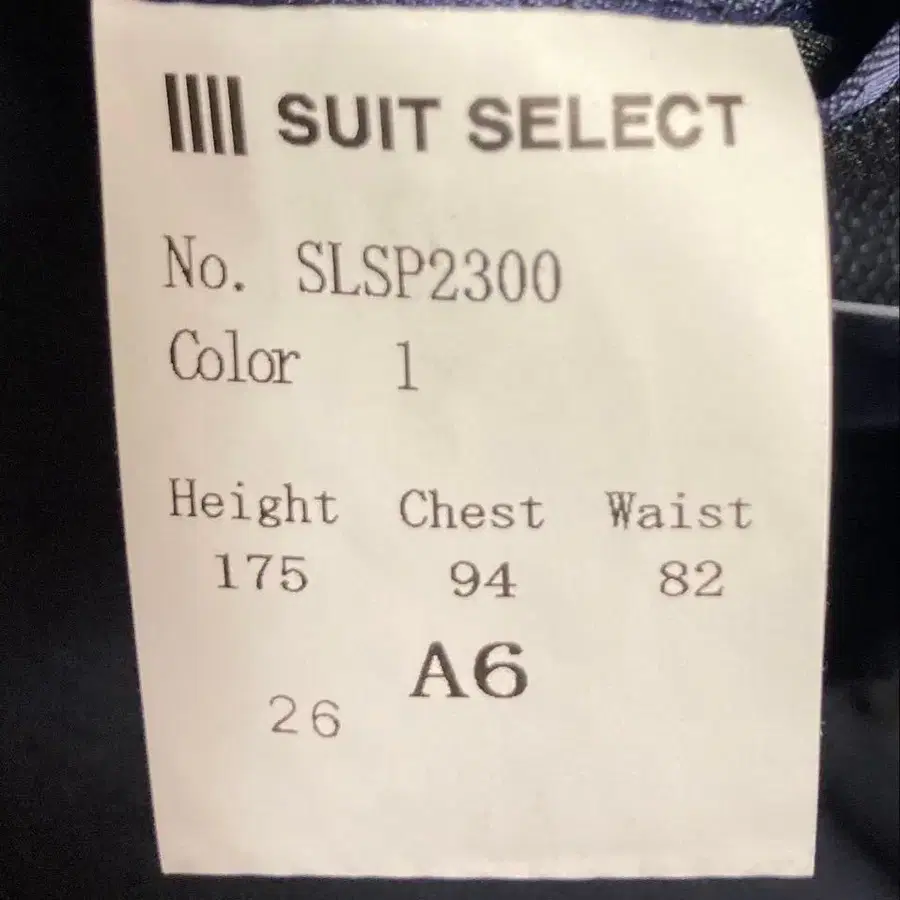 SUIT SELECT
No. SLSP2300
Color 1
Height Chest Waist
175 94 82
A6
26